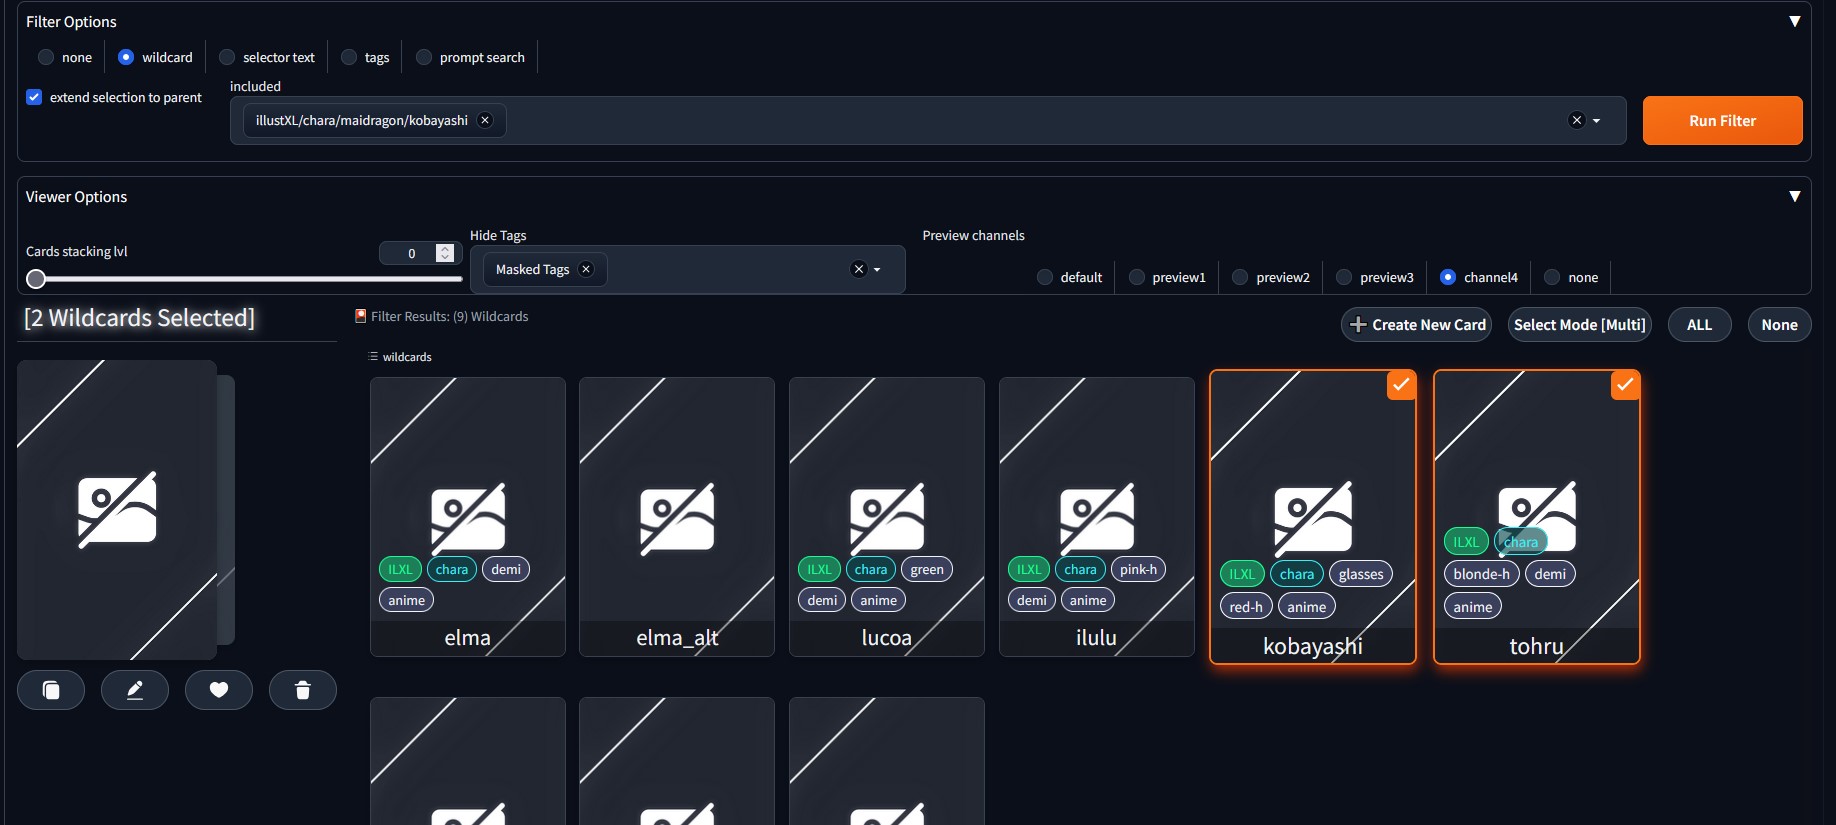 Filter Options ▼
none wildcard selector text tags prompt search
extend selection to parent
included
illustXL/chara/maidragon/kobayashi
Run Filter
Viewer Options ▼
Cards stacking lvl 0
Hide Tags
Masked Tags
Preview channels
default preview1 preview2 preview3 channel4 none
[2 Wildcards Selected]
Filter Results: (9) Wildcards
Create New Card Select Mode [Multi] ALL None
wildcards
ILXL chara demi
anime
elma
elma_alt
ILXL chara green
demi anime
lucoa
ILXL chara pink-h
demi anime
ilulu
ILXL chara glasses
red-h anime
kobayashi
ILXL chara
blonde-h demi
anime
tohru